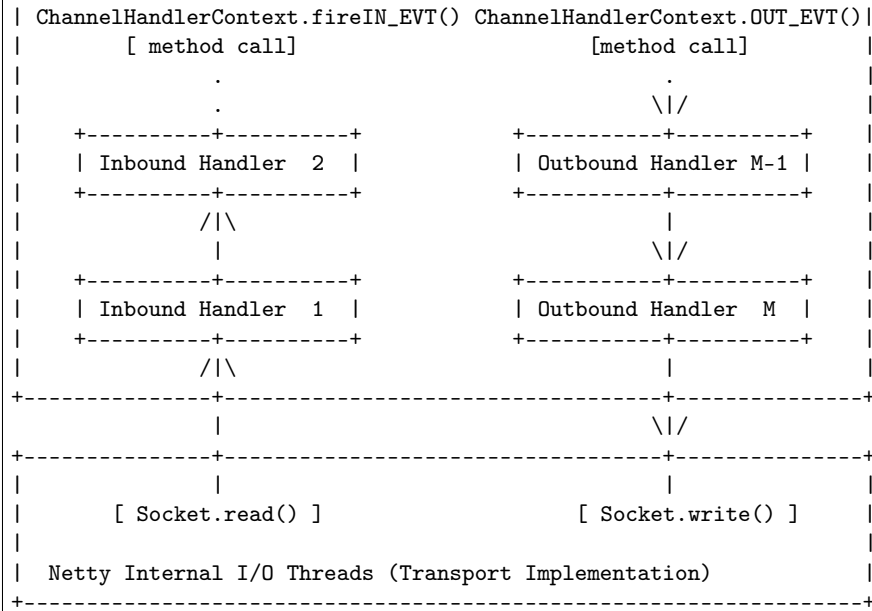 | ChannelHandlerContext.fireIN_EVT() ChannelHandlerContext.OUT_EVT()|
|        [ method call]                       [method call]         |
|               .                                   .               |
|               .                                  \|/              |
|    +----------+----------+            +-----------+----------+    |
|    | Inbound Handler  2  |            | Outbound Handler M-1 |    |
|    +----------+----------+            +-----------+----------+    |
|              /|\                                  |               |
|               |                                  \|/              |
|    +----------+----------+            +-----------+----------+    |
|    | Inbound Handler  1  |            | Outbound Handler  M  |    |
|    +----------+----------+            +-----------+----------+    |
|              /|\                                  |               |
+---------------+-----------------------------------+---------------+
                |                                  \|/
+---------------+-----------------------------------+---------------+
|               |                                   |               |
|       [ Socket.read() ]                    [ Socket.write() ]     |
|                                                                   |
|  Netty Internal I/O Threads (Transport Implementation)            |
+-------------------------------------------------------------------+